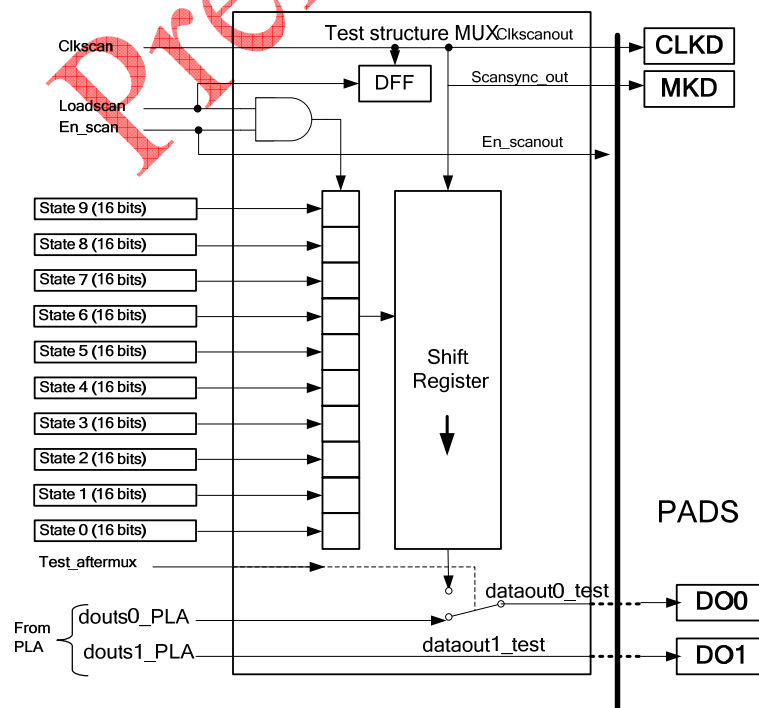 Pre
Test structure MUX
Clkscanout
Clkscan
CLKD
DFF
Scansync_out
MKD
Loadscan
En_scan
En_scanout
State 9 (16 bits)
State 8 (16 bits)
State 7 (16 bits)
State 6 (16 bits)
State 5 (16 bits)
State 4 (16 bits)
State 3 (16 bits)
State 2 (16 bits)
State 1 (16 bits)
State 0 (16 bits)
Shift
Register
PADS
Test_aftermux
dataout0_test
DO0
douts0_PLA
From
PLA
douts1_PLA
dataout1_test
DO1